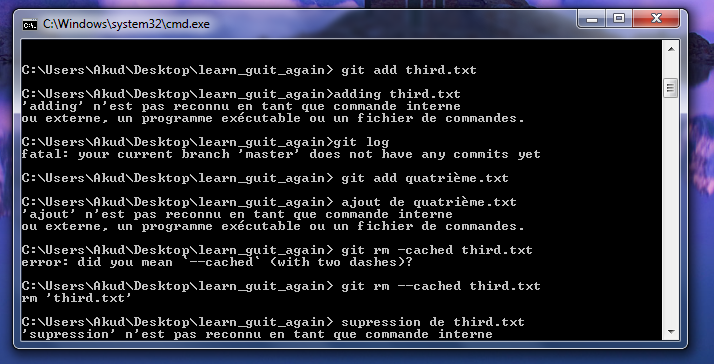 C:\Windows\system32\cmd.exe
C:\Users\Akud\Desktop\learn_guit_again> git add third.txt
C:\Users\Akud\Desktop\learn_guit_again>adding third.txt
'adding' n'est pas reconnu en tant que commande interne
ou externe, un programme exécutable ou un fichier de commandes.
C:\Users\Akud\Desktop\learn_guit_again>git log
fatal: your current branch 'master' does not have any commits yet
C:\Users\Akud\Desktop\learn_guit_again> git add quatrième.txt
C:\Users\Akud\Desktop\learn_guit_again> ajout de quatrième.txt
'ajout' n'est pas reconnu en tant que commande interne
ou externe, un programme exécutable ou un fichier de commandes.
C:\Users\Akud\Desktop\learn_guit_again> git rm -cached third.txt
error: did you mean `--cached` (with two dashes)?
C:\Users\Akud\Desktop\learn_guit_again> git rm --cached third.txt
rm 'third.txt'
C:\Users\Akud\Desktop\learn_guit_again> supression de third.txt
'supression' n'est pas reconnu en tant que commande interne